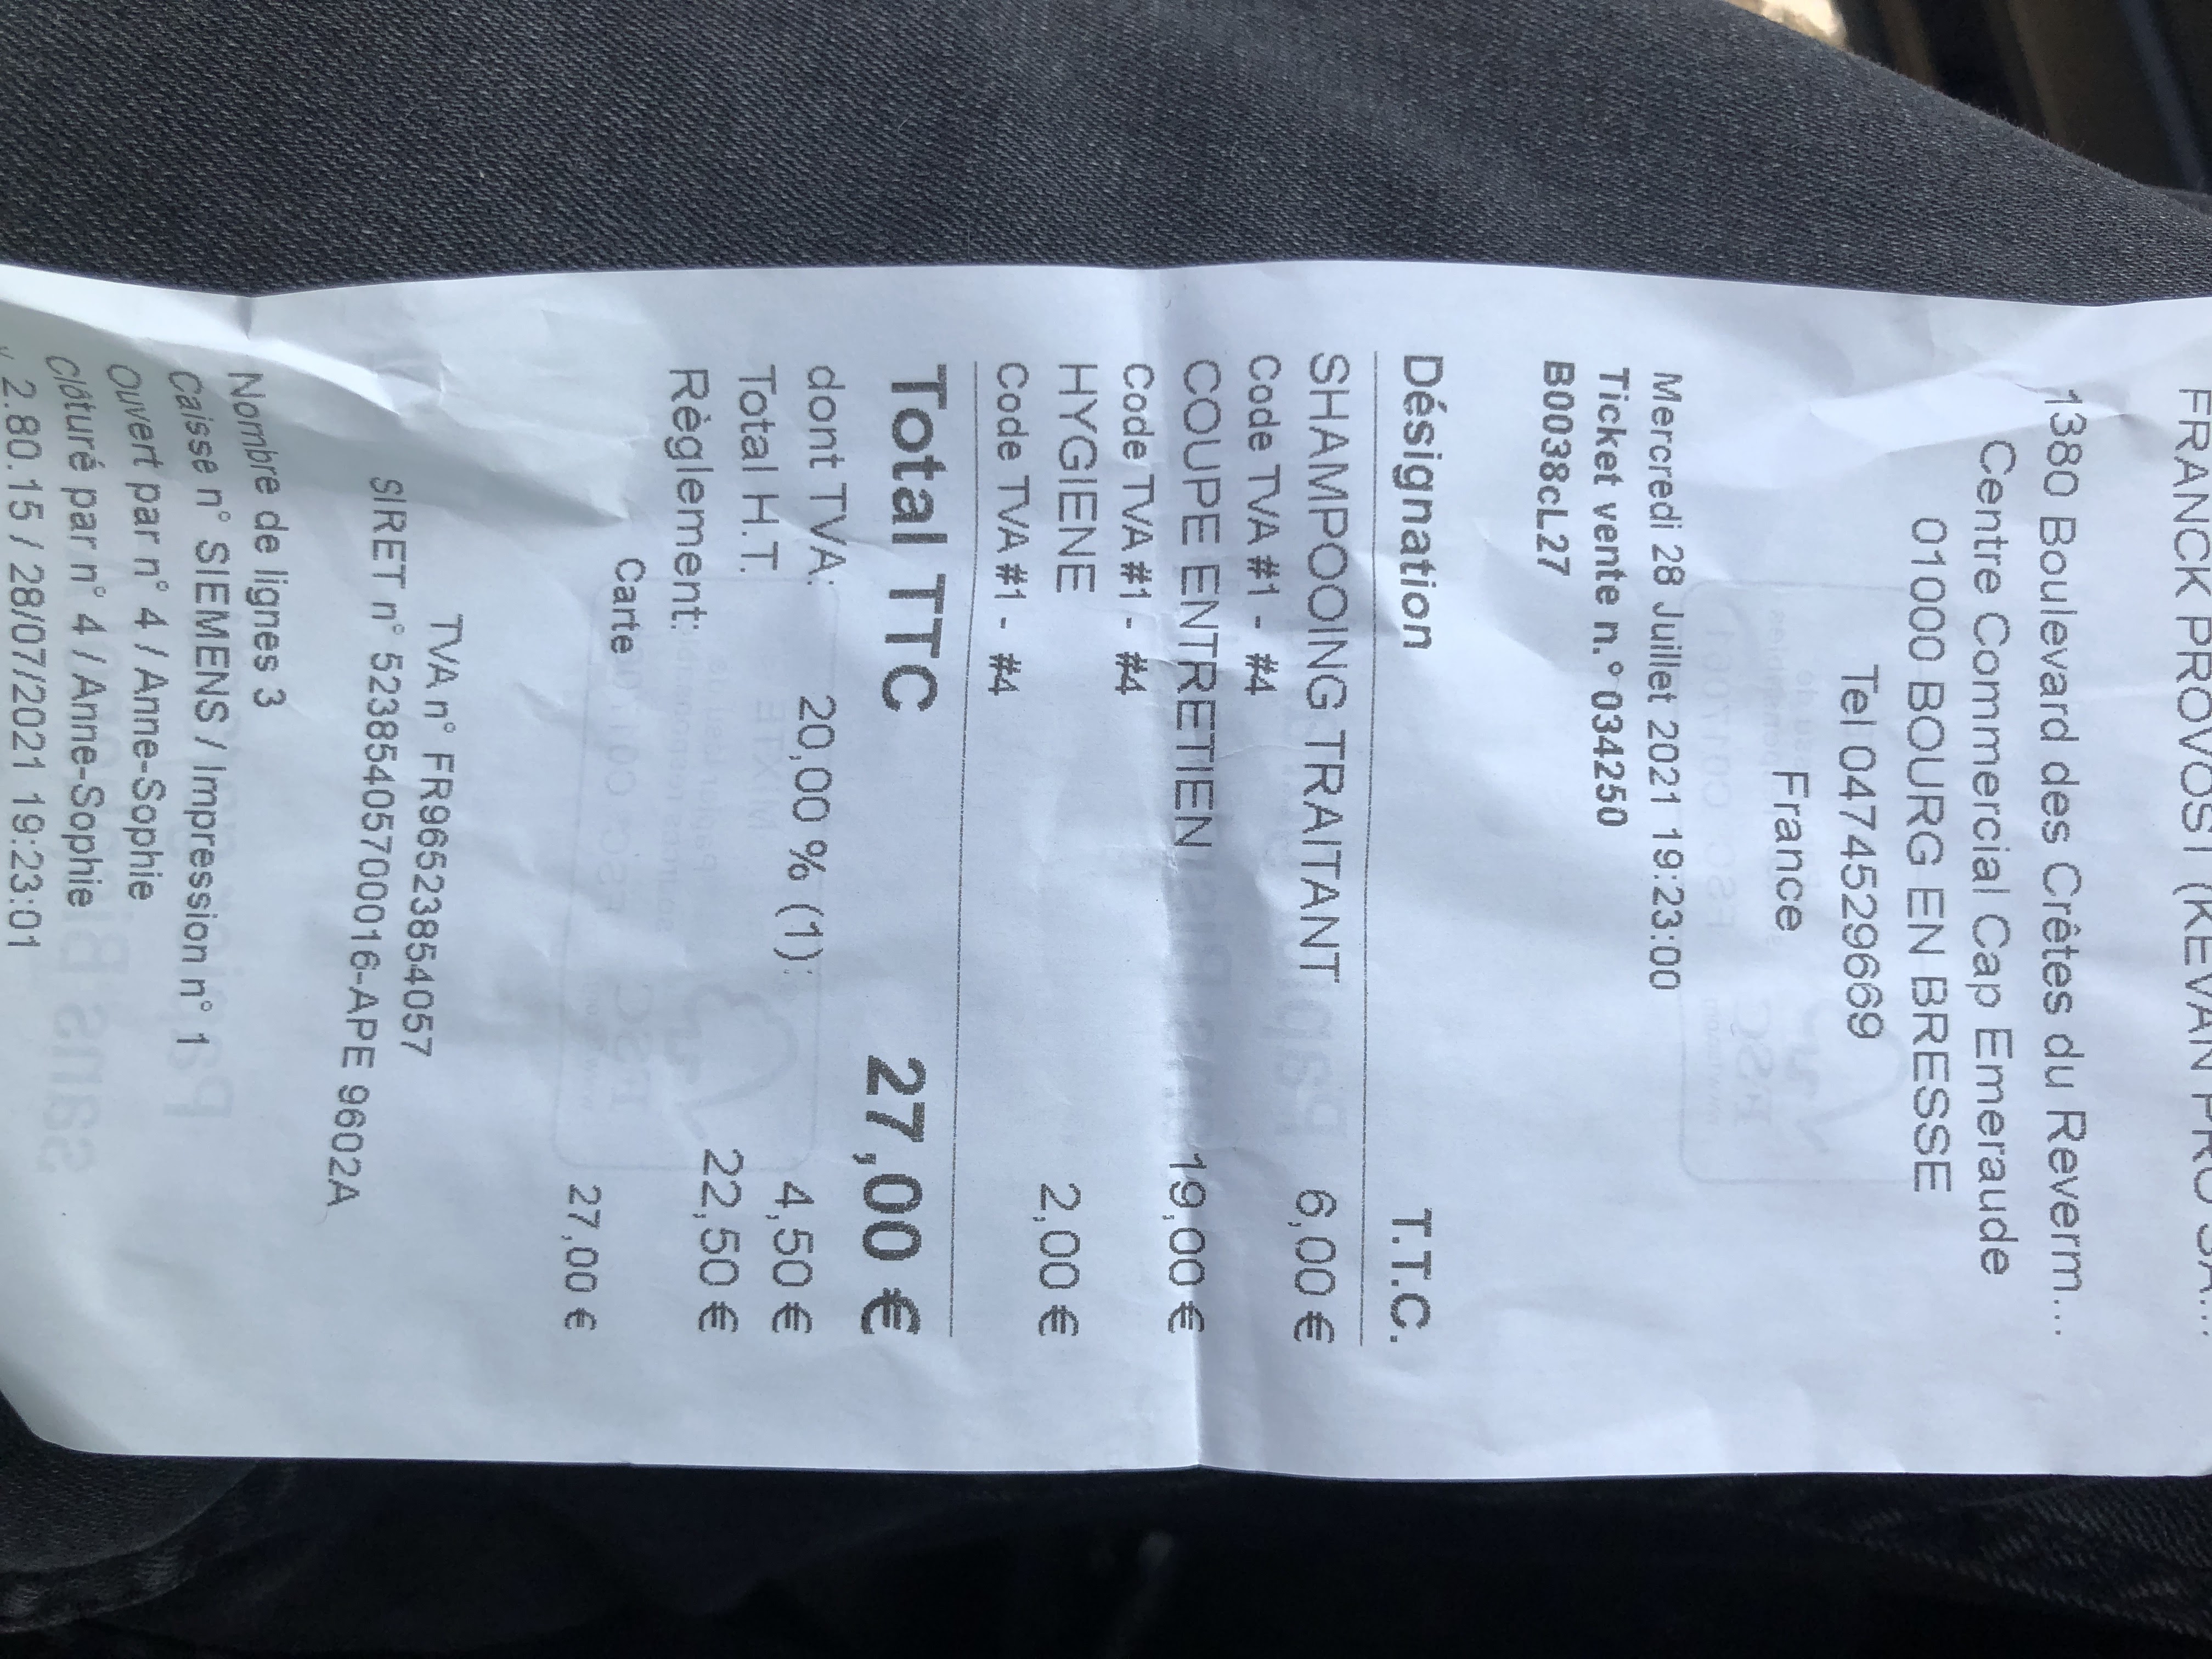 FRANCK PROVOST (KEVAN PRO SA...
1380 Boulevard des Crêtes du Reverm...
Centre Commercial Cap Emeraude
01000 BOURG EN BRESSE
Tel 0474529669
France
Mercredi 28 Juillet 2021 19:23:00
Ticket vente n.° 034250
B0038cL27
Désignation T.T.C.
SHAMPOOING TRAITANT 6,00 €
Code TVA #1 - #4
COUPE ENTRETIEN 19,00 €
Code TVA #1 - #4
HYGIENE 2,00 €
Code TVA #1 - #4
Total TTC 27,00 €
dont TVA: 20,00 % (1): 4,50 €
Total H.T. 22,50 €
Règlement:
Carte 27,00 €
TVA n° FR96523854057
SIRET n° 52385405700016-APE 9602A
Nombre de lignes 3
Caisse n° SIEMENS / Impression n° 1
Ouvert par n° 4 / Anne-Sophie
Clôturé par n° 4 / Anne-Sophie
2.80.15 / 28/07/2021 19:23:01